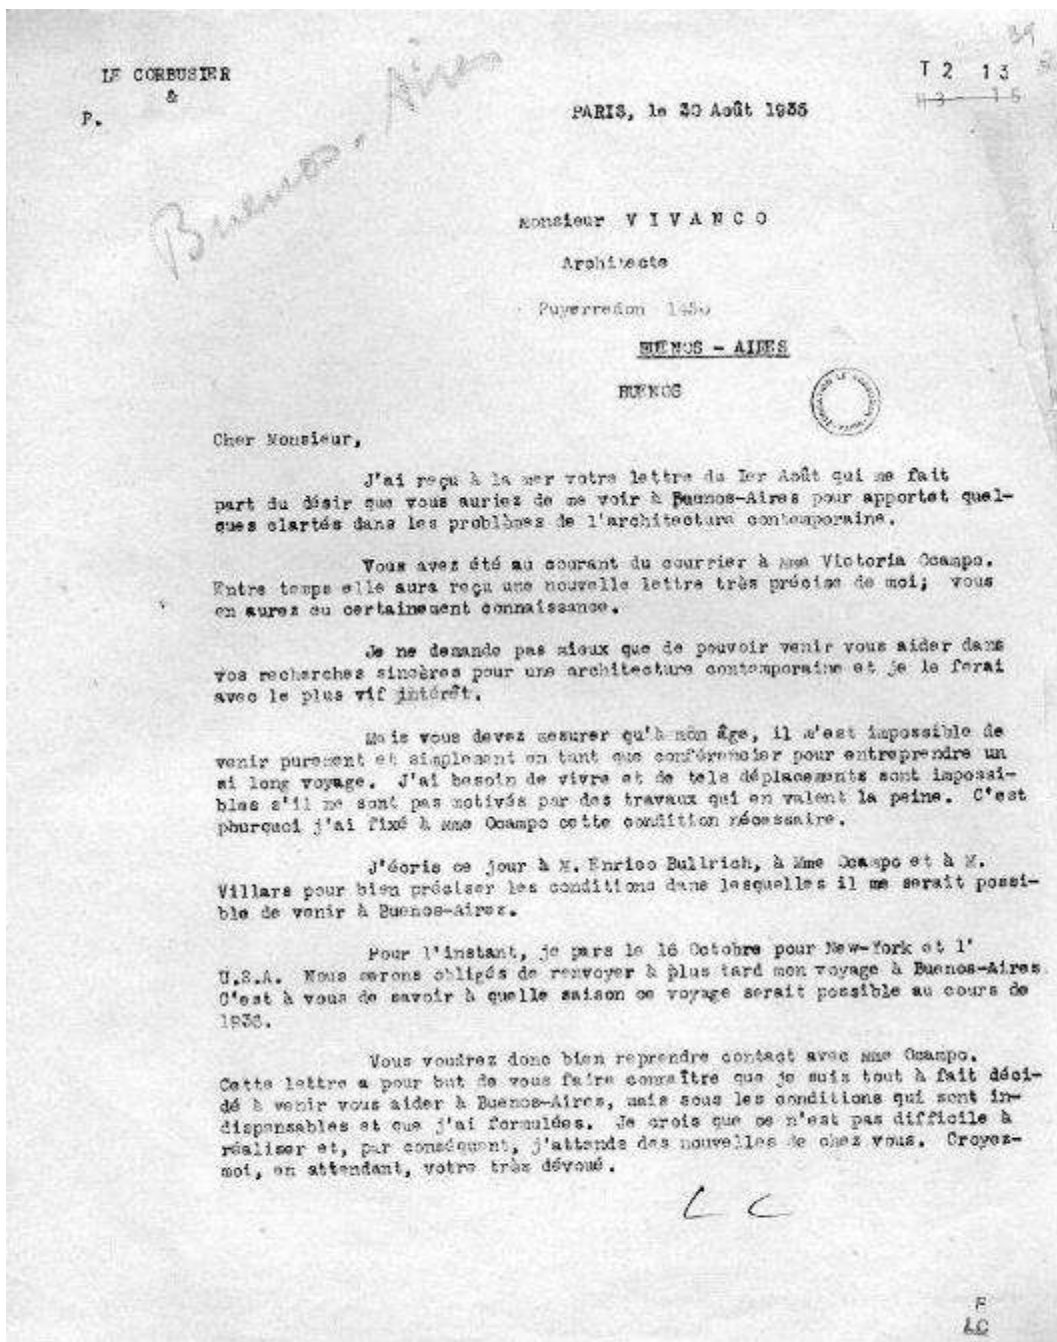 39
LE CORBUSIER
&
P.
T 2 13
H3 15
Buenos-Aires
PARIS, le 30 Août 1935
Monsieur V I V A N C O
Architecte
Puyerredon 1450
BUENOS - AIRES
BUENOS
FONDATION LE CORBUSIER
Cher Monsieur,
J'ai reçu à la mer votre lettre du Ier Août qui me fait
part du désir que vous auriez de me voir à Buenos-Aires pour apportet quel-
ques clartés dans les problèmes de l'architecture contemporaine.
Vous avez été au courant du courrier à Mme Victoria Ocampo.
Entre temps elle aura reçu une nouvelle lettre très précise de moi; vous
en aurez eu certainement connaissance.
Je ne demande pas mieux que de pouvoir venir vous aider dans
vos recherches sincères pour une architecture contemporaine et je le ferai
avec le plus vif intérêt.
Mais vous devez mesurer qu'à mon âge, il m'est impossible de
venir purement et simplement en tant que conférencier pour entreprendre un
si long voyage. J'ai besoin de vivre et de tels déplacements sont impossi-
bles s'il ne sont pas motivés par des travaux qui en valent la peine. C'est
pourquoi j'ai fixé à Mme Ocampo cette condition nécessaire.
J'écris ce jour à M. Enrico Bullrich, à Mme Ocampo et à M.
Villars pour bien préciser les conditions dans lesquelles il me serait possi-
ble de venir à Buenos-Aires.
Pour l'instant, je pars le 16 Octobre pour New-York et l'
U.S.A. Nous serons obligés de renvoyer à plus tard mon voyage à Buenos-Aires.
C'est à vous de savoir à quelle saison ce voyage serait possible au cours de
1936.
Vous voudrez donc bien reprendre contact avec Mme Ocampo.
Cette lettre a pour but de vous faire connaître que je suis tout à fait déci-
dé à venir vous aider à Buenos-Aires, mais sous les conditions qui sont in-
dispensables et que j'ai formulées. Je crois que ce n'est pas difficile à
réaliser et, par conséquent, j'attends des nouvelles de chez vous. Croyez-
moi, en attendant, votre très dévoué.
L C
F
LC